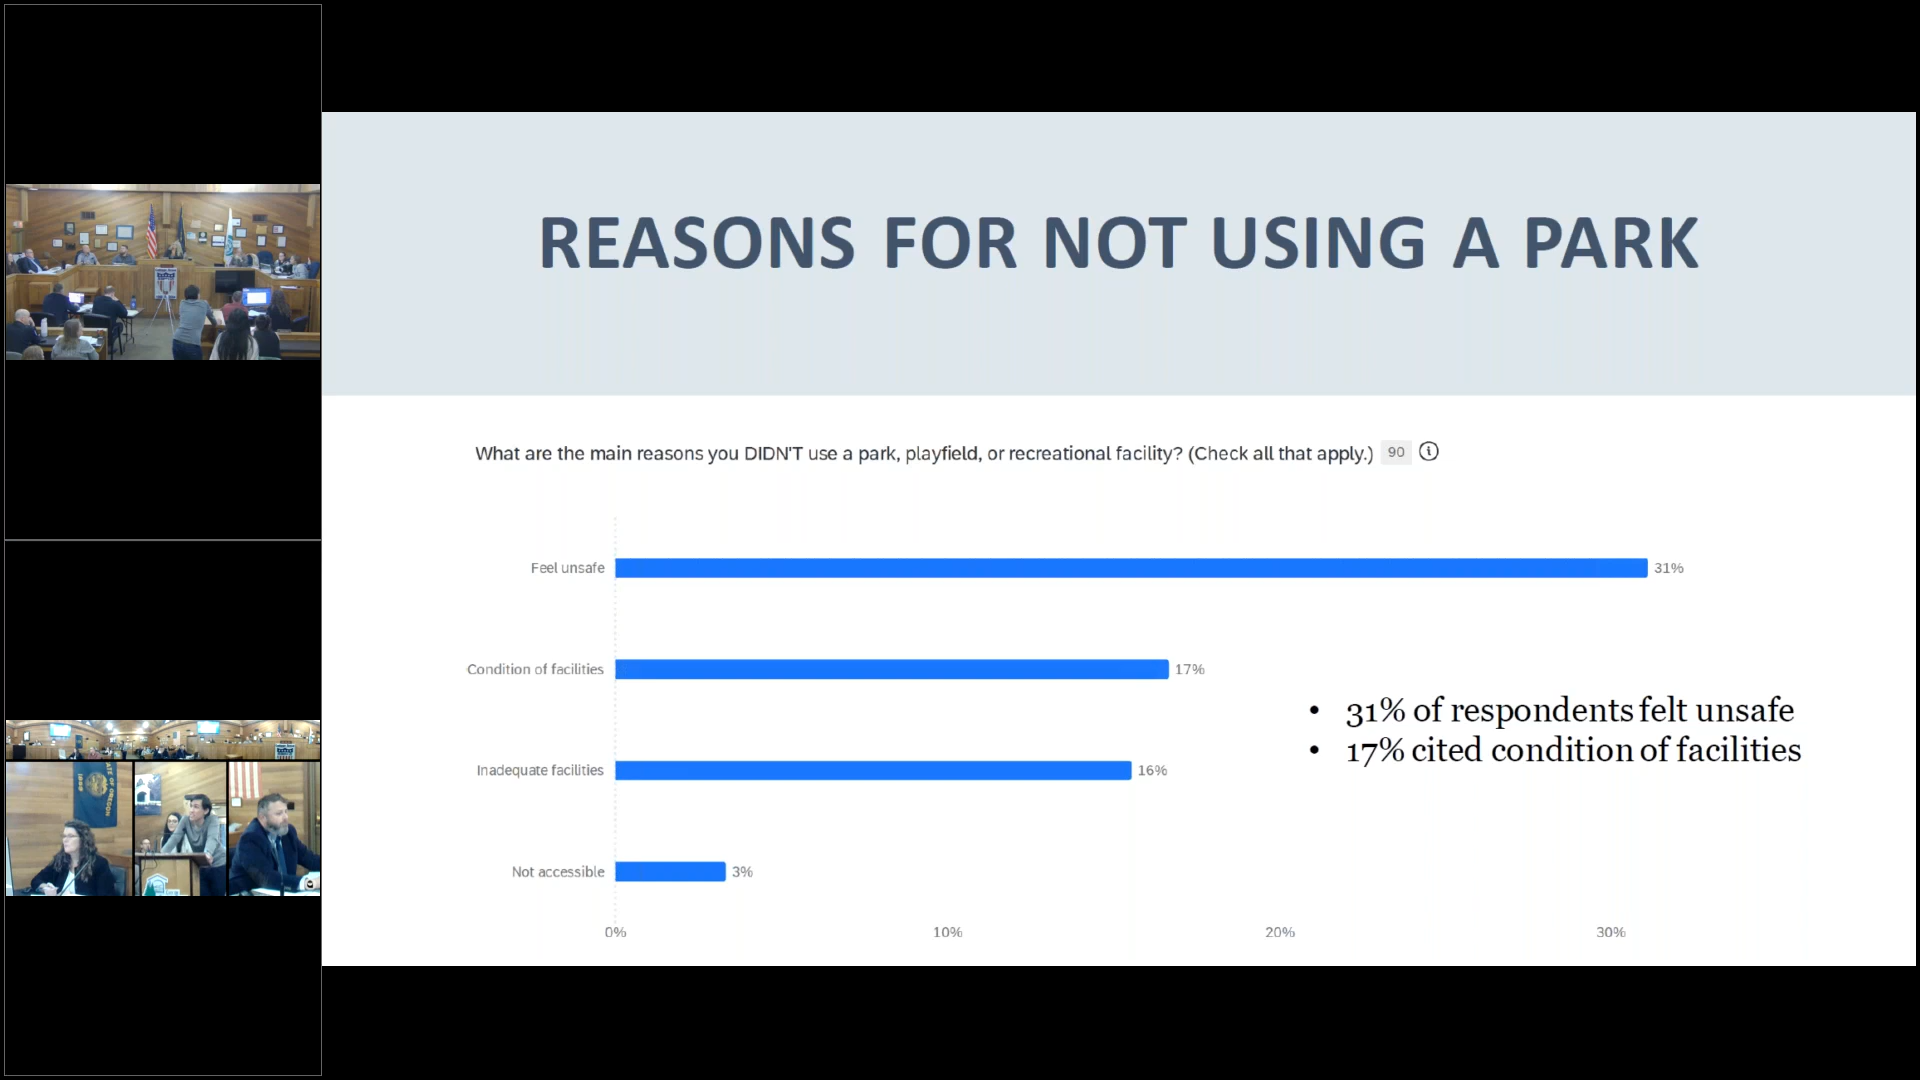 REASONS FOR NOT USING A PARK
What are the main reasons you DIDN'T use a park, playfield, or recreational facility? (Check all that apply.) 90
Feel unsafe 31%
Condition of facilities 17%
Inadequate facilities 16%
Not accessible 3%
0% 10% 20% 30%
• 31% of respondents felt unsafe
• 17% cited condition of facilities